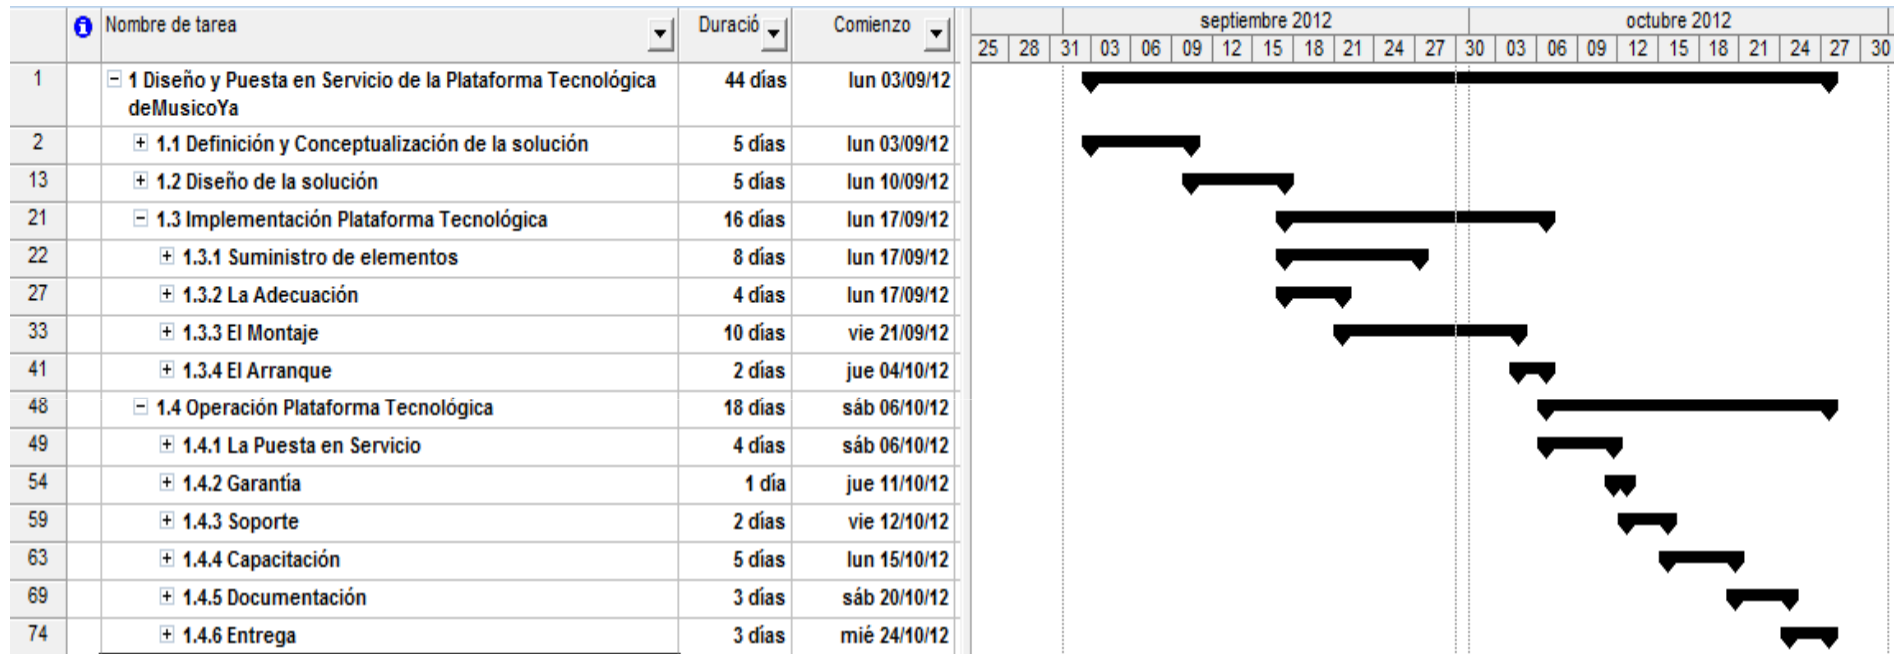 Nombre de tarea Duració Comienzo septiembre 2012 octubre 2012
25 28 31 03 06 09 12 15 18 21 24 27 30 03 06 09 12 15 18 21 24 27 30
1 1 Diseño y Puesta en Servicio de la Plataforma Tecnológica 44 días lun 03/09/12
deMusicoYa
2 1.1 Definición y Conceptualización de la solución 5 días lun 03/09/12
13 1.2 Diseño de la solución 5 días lun 10/09/12
21 1.3 Implementación Plataforma Tecnológica 16 días lun 17/09/12
22 1.3.1 Suministro de elementos 8 días lun 17/09/12
27 1.3.2 La Adecuación 4 días lun 17/09/12
33 1.3.3 El Montaje 10 días vie 21/09/12
41 1.3.4 El Arranque 2 días jue 04/10/12
48 1.4 Operación Plataforma Tecnológica 18 días sáb 06/10/12
49 1.4.1 La Puesta en Servicio 4 días sáb 06/10/12
54 1.4.2 Garantía 1 día jue 11/10/12
59 1.4.3 Soporte 2 días vie 12/10/12
63 1.4.4 Capacitación 5 días lun 15/10/12
69 1.4.5 Documentación 3 días sáb 20/10/12
74 1.4.6 Entrega 3 días mié 24/10/12